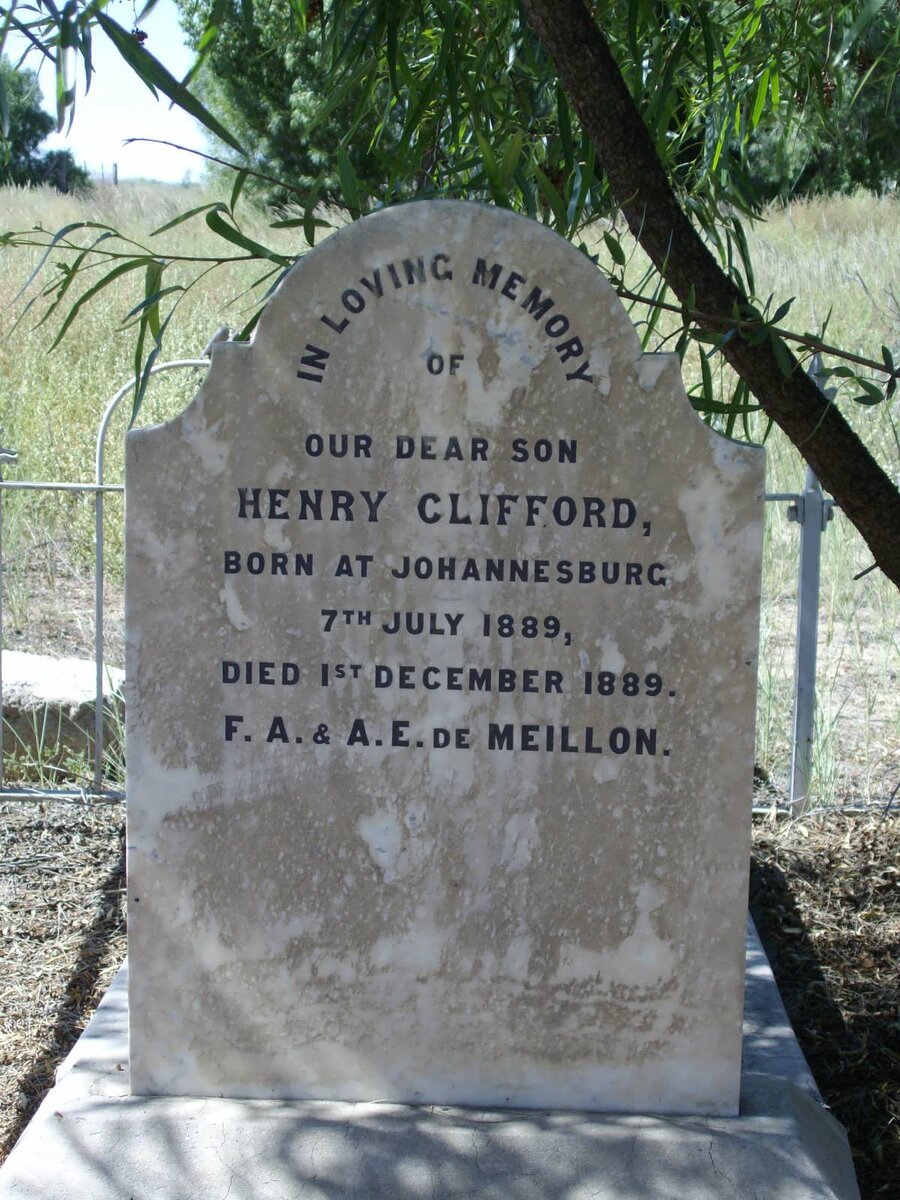 IN LOVING MEMORY
OF
OUR DEAR SON
HENRY CLIFFORD,
BORN AT JOHANNESBURG
7TH JULY 1889,
DIED 1ST DECEMBER 1889.
F. A. & A. E. DE MEILLON.